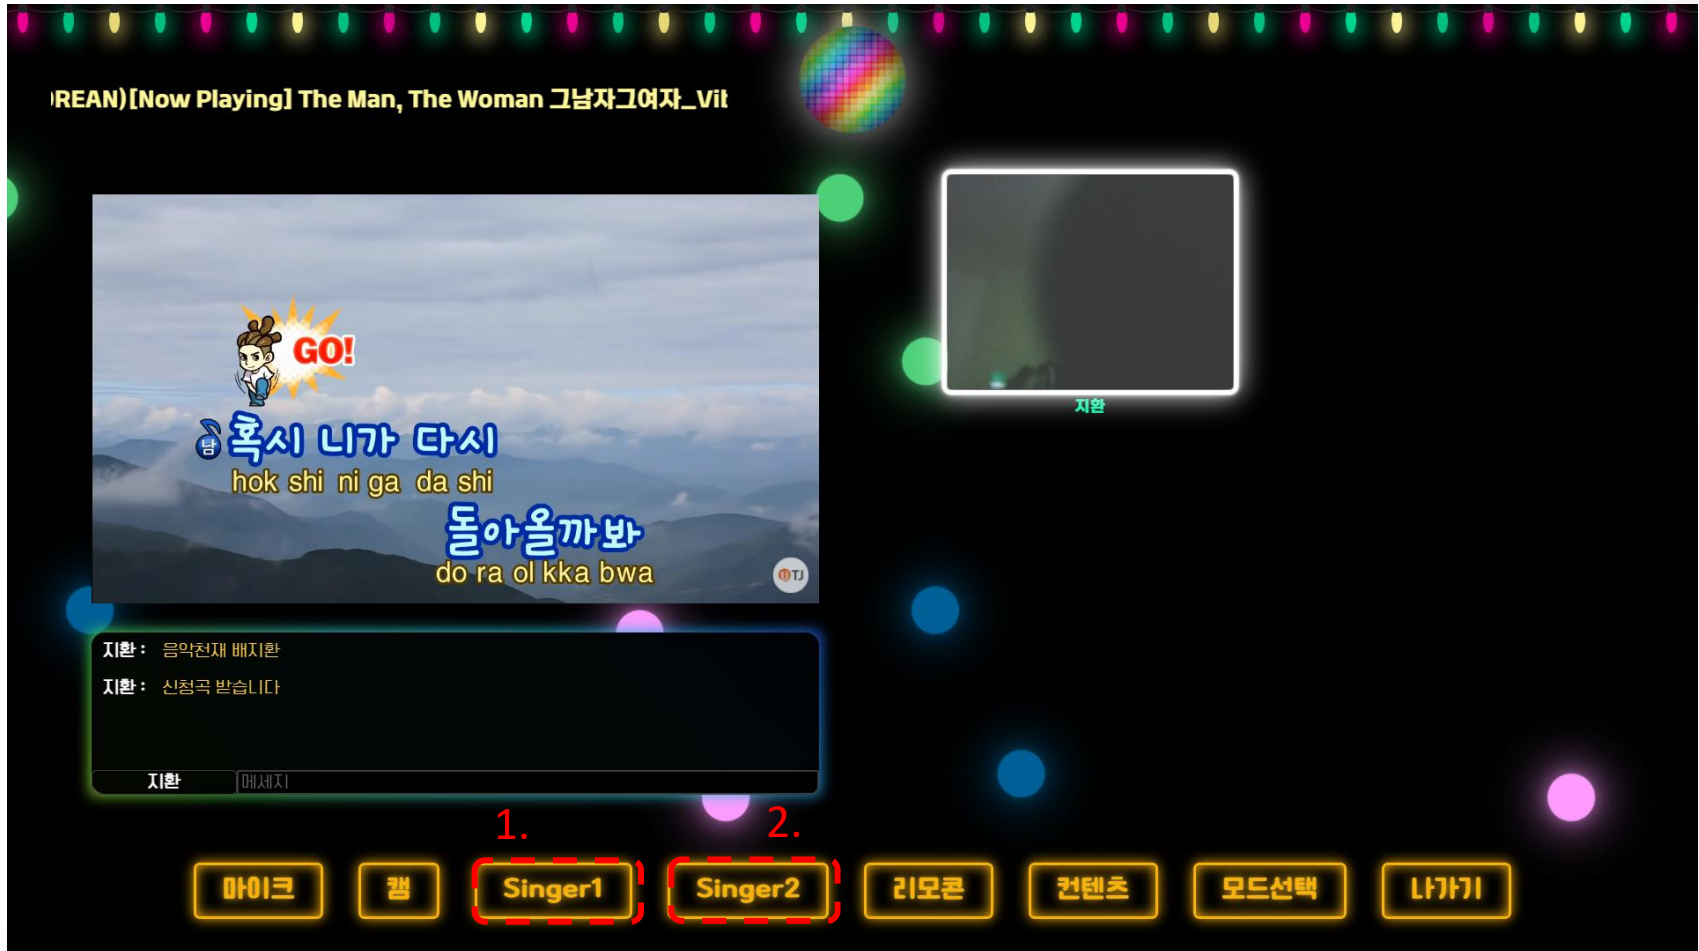 )REAN)[Now Playing] The Man, The Woman 그남자그여자_Vib
GO!
남 혹시 니가 다시
hok shi ni ga da shi
돌아올까봐
do ra ol kka bwa
TJ
지환
지환 : 음악천재 배지환
지환 : 신청곡 받습니다
지환 메세지
1. 2.
마이크 캠 Singer1 Singer2 리모콘 컨텐츠 모드선택 나가기